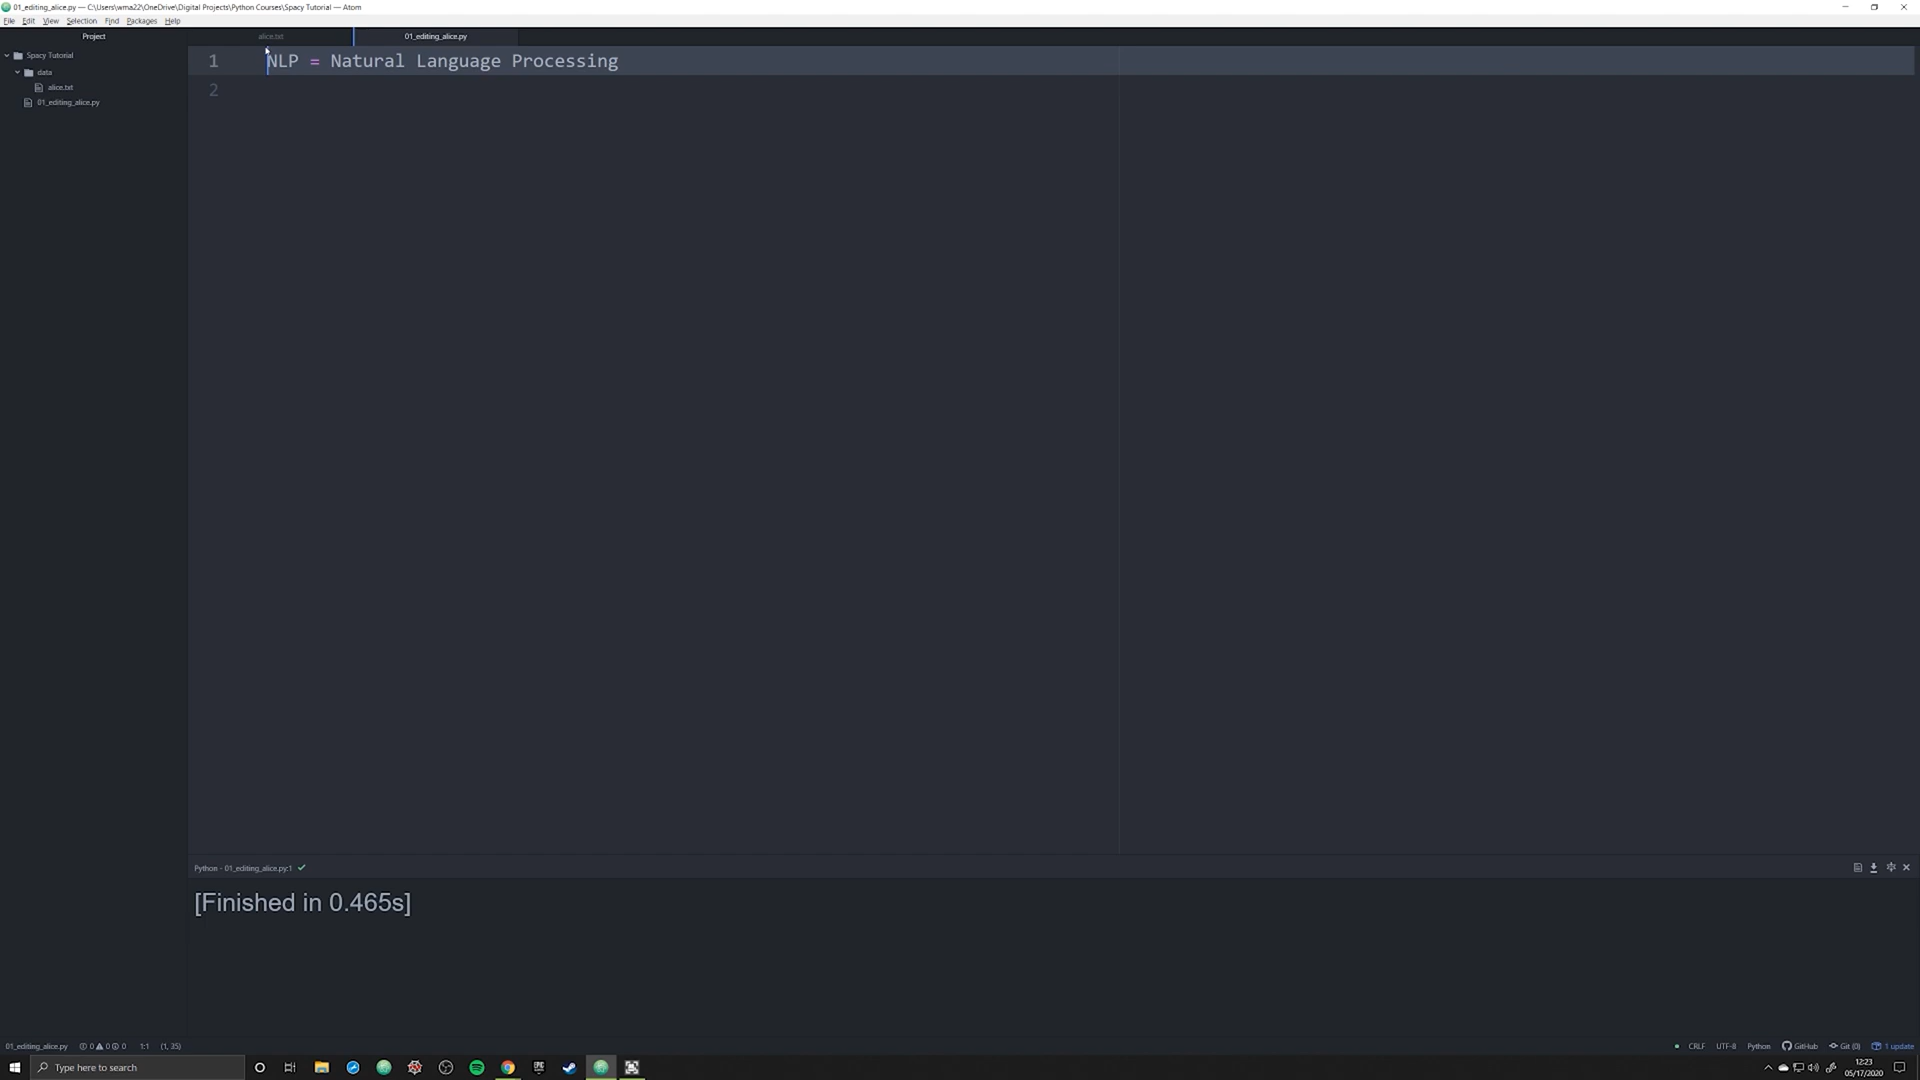 01_editing_alice.py — C:\Users\wma22\OneDrive\Digital Projects\Python Courses\Spacy Tutorial — Atom
File Edit View Selection Find Packages Help
Project
alice.txt
01_editing_alice.py
Spacy Tutorial
data
alice.txt
01_editing_alice.py
1 NLP = Natural Language Processing
2
Python - 01_editing_alice.py:1
[Finished in 0.465s]
01_editing_alice.py 0 0 0 1:1 (1, 35)
CRLF UTF-8 Python GitHub Git (0) 1 update
Type here to search
12:23
05/17/2020